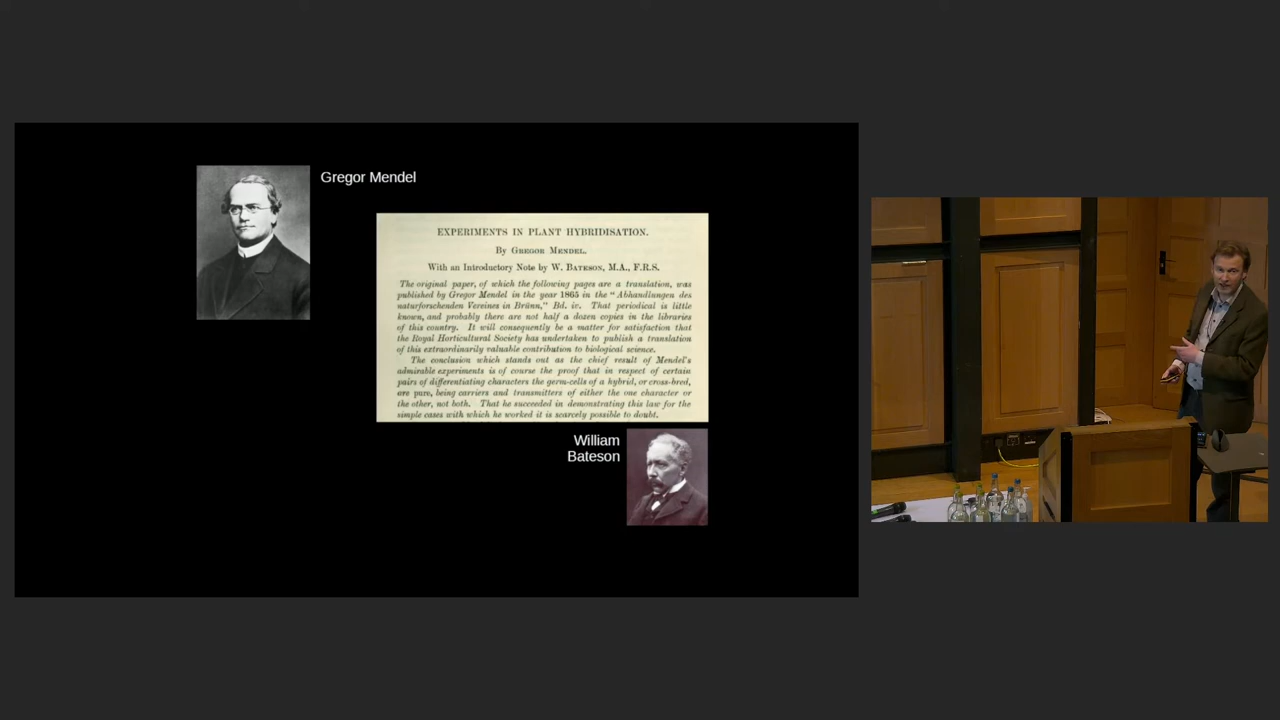 Gregor Mendel
EXPERIMENTS IN PLANT HYBRIDISATION.
By Gregor Mendel.
With an Introductory Note by W. Bateson, M.A., F.R.S.
The original paper, of which the following pages are a translation, was
published by Gregor Mendel in the year 1865 in the "Abhandlungen des
naturforschenden Vereines in Brünn," Bd. iv. That periodical is little
known, and probably there are not half a dozen copies in the libraries
of this country. It will consequently be a matter for satisfaction that
the Royal Horticultural Society has undertaken to publish a translation
of this extraordinarily valuable contribution to biological science.
The conclusion which stands out as the chief result of Mendel's
admirable experiments is of course the proof that in respect of certain
pairs of differentiating characters the germ-cells of a hybrid, or cross-bred,
are pure, being carriers and transmitters of either the one character or
the other, not both. That he succeeded in demonstrating this law for the
simple cases with which he worked it is scarcely possible to doubt.
William
Bateson